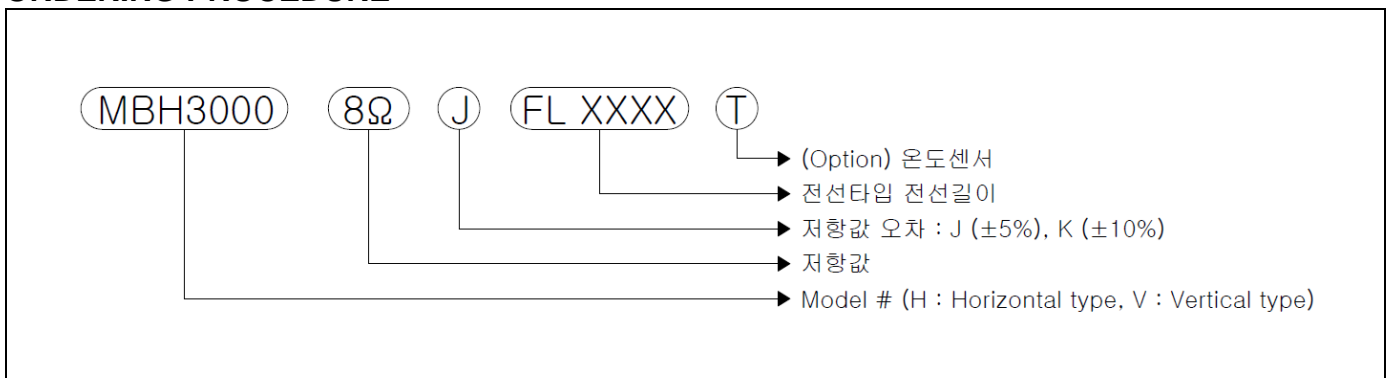 MBH3000 8Ω J FL XXXX T
(Option) 온도센서
전선타입 전선길이
저항값 오차 : J (±5%), K (±10%)
저항값
Model # (H : Horizontal type, V : Vertical type)